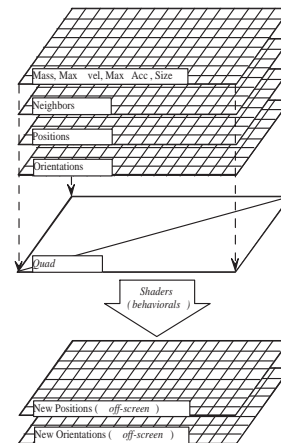 Mass, Max vel, Max Acc , Size
Neighbors
Positions
Orientations
Quad
Shaders
( behaviorals )
New Positions ( off-screen )
New Orientations ( off-screen )